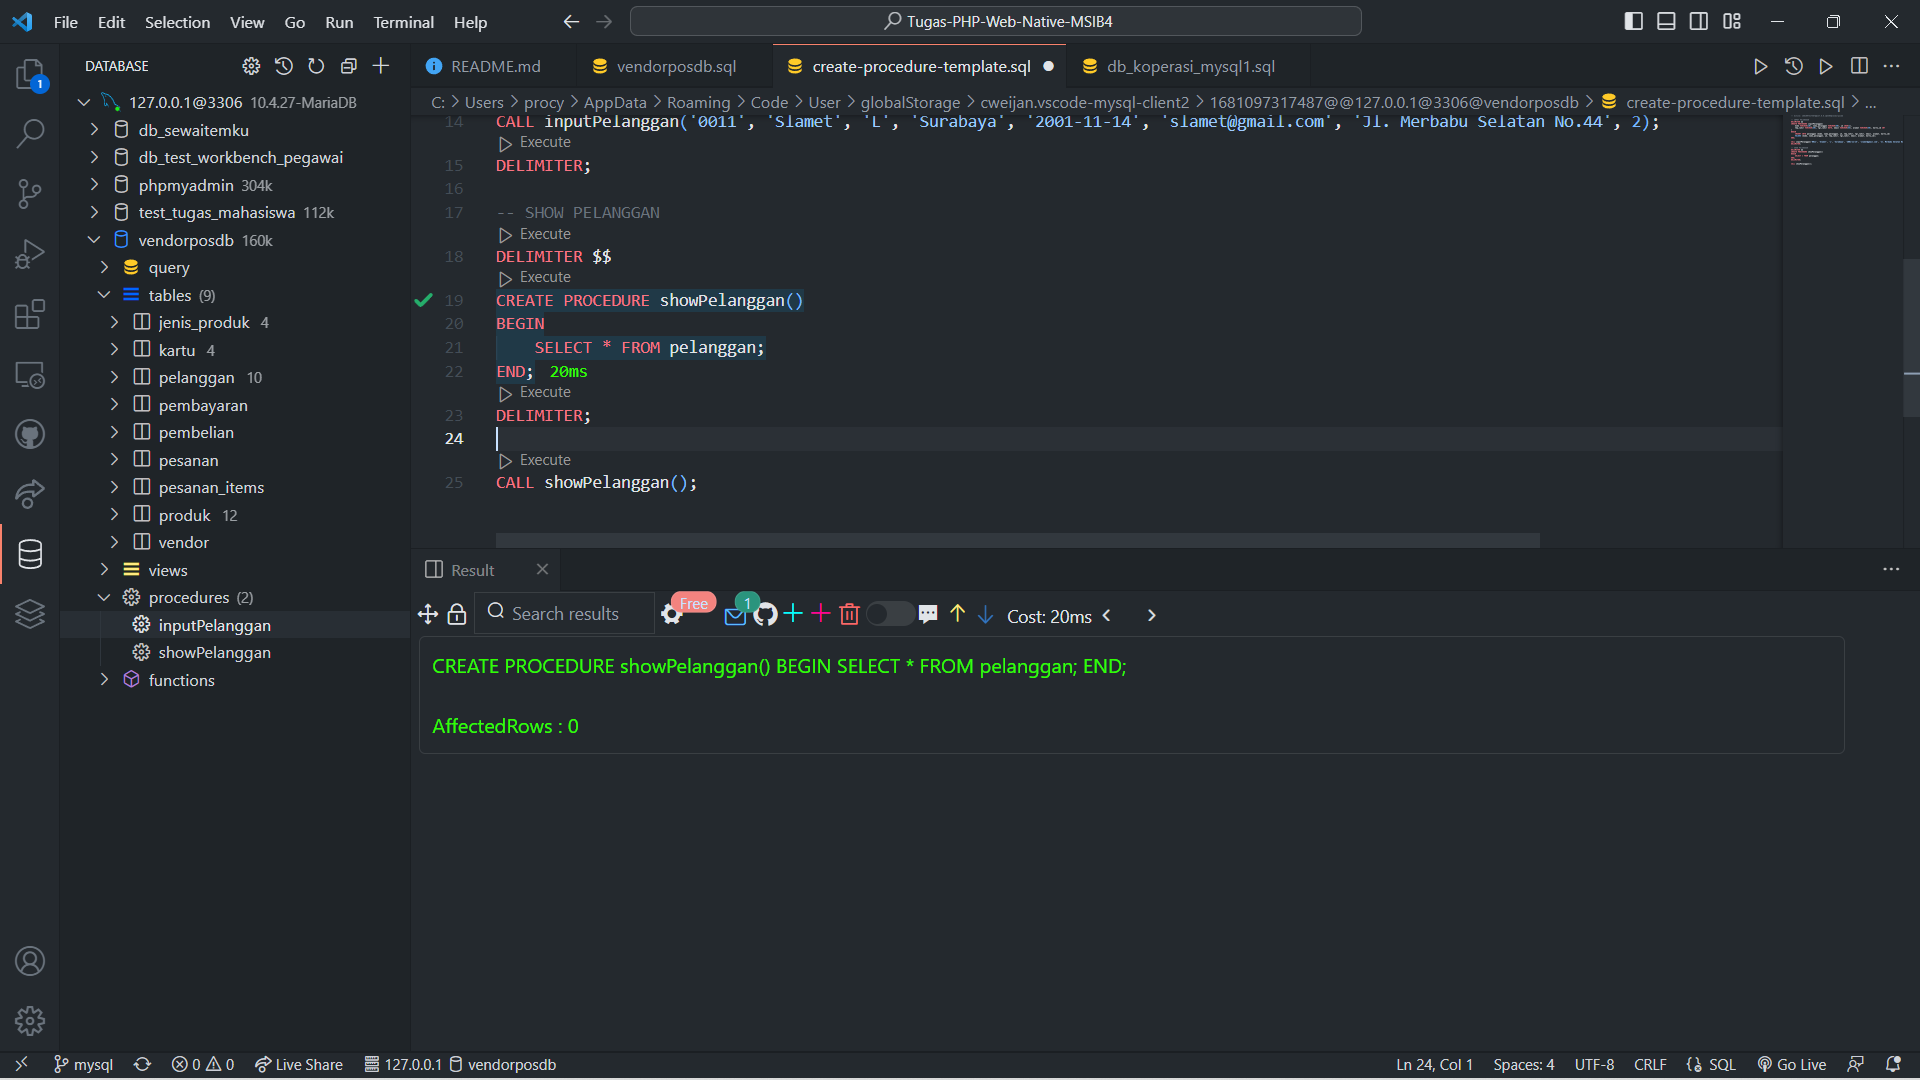 File Edit Selection View Go Run Terminal Help
Tugas-PHP-Web-Native-MSIB4
DATABASE
README.md
vendorposdb.sql
create-procedure-template.sql
db_koperasi_mysql1.sql
C: > Users > procy > AppData > Roaming > Code > User > globalStorage > cweijan.vscode-mysql-client2 > 1681097317487@@127.0.0.1@3306@vendorposdb > create-procedure-template.sql > ...
1
127.0.0.1@3306 10.4.27-MariaDB
db_sewaitemku
db_test_workbench_pegawai
phpmyadmin 304k
test_tugas_mahasiswa 112k
vendorposdb 160k
query
tables (9)
jenis_produk 4
kartu 4
pelanggan 10
pembayaran
pembelian
pesanan
pesanan_items
produk 12
vendor
views
procedures (2)
inputPelanggan
showPelanggan
functions
14 CALL inputPelanggan('0011', 'Slamet', 'L', 'Surabaya', '2001-11-14', 'slamet@gmail.com', 'Jl. Merbabu Selatan No.44', 2);
Execute
15 DELIMITER;
16
17 -- SHOW PELANGGAN
Execute
18 DELIMITER $$
Execute
19 CREATE PROCEDURE showPelanggan()
20 BEGIN
21 SELECT * FROM pelanggan;
22 END; 20ms
Execute
23 DELIMITER;
24
Execute
25 CALL showPelanggan();
Result
Search results
Free
1
Cost: 20ms
CREATE PROCEDURE showPelanggan() BEGIN SELECT * FROM pelanggan; END;
AffectedRows : 0
mysql 0 0 Live Share 127.0.0.1 vendorposdb
Ln 24, Col 1 Spaces: 4 UTF-8 CRLF {} SQL Go Live